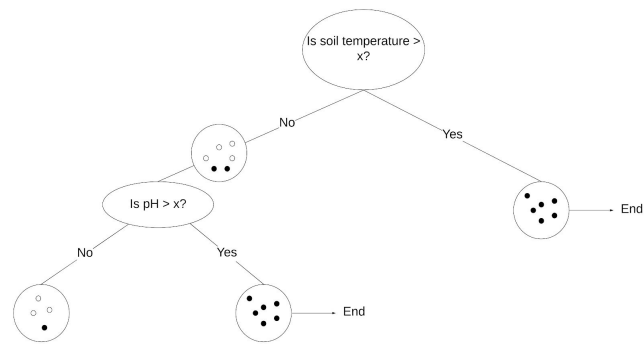 Is soil temperature >
x?
No
Yes
Is pH > x?
End
No
Yes
End